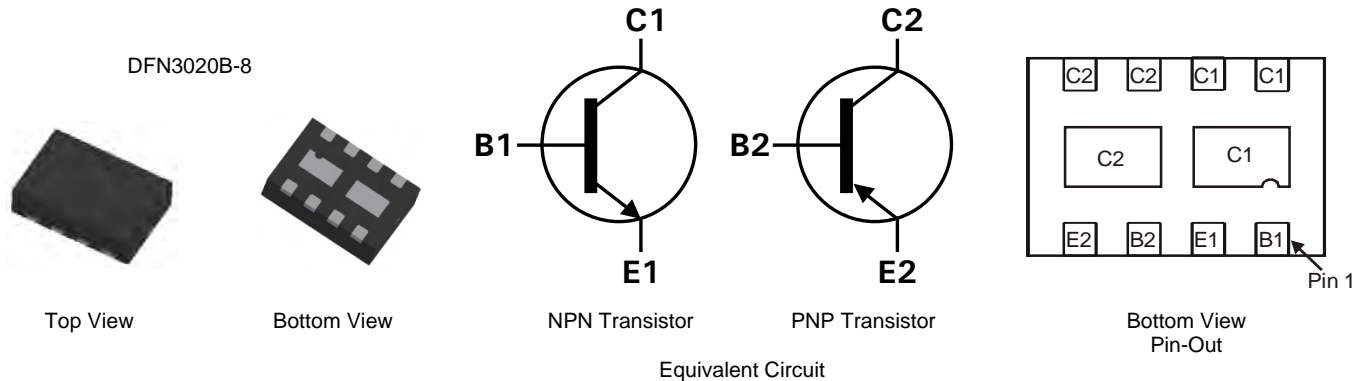 DFN3020B-8
Top View
Bottom View
C1
B1
E1
NPN Transistor
C2
B2
E2
PNP Transistor
Equivalent Circuit
C2 C2 C1 C1
C2 C1
E2 B2 E1 B1
Pin 1
Bottom View
Pin-Out